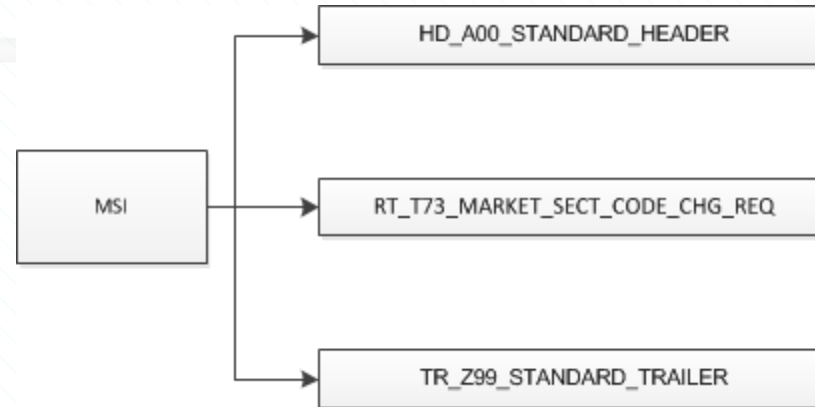 HD_A00_STANDARD_HEADER
MSI
RT_T73_MARKET_SECT_CODE_CHG_REQ
TR_Z99_STANDARD_TRAILER